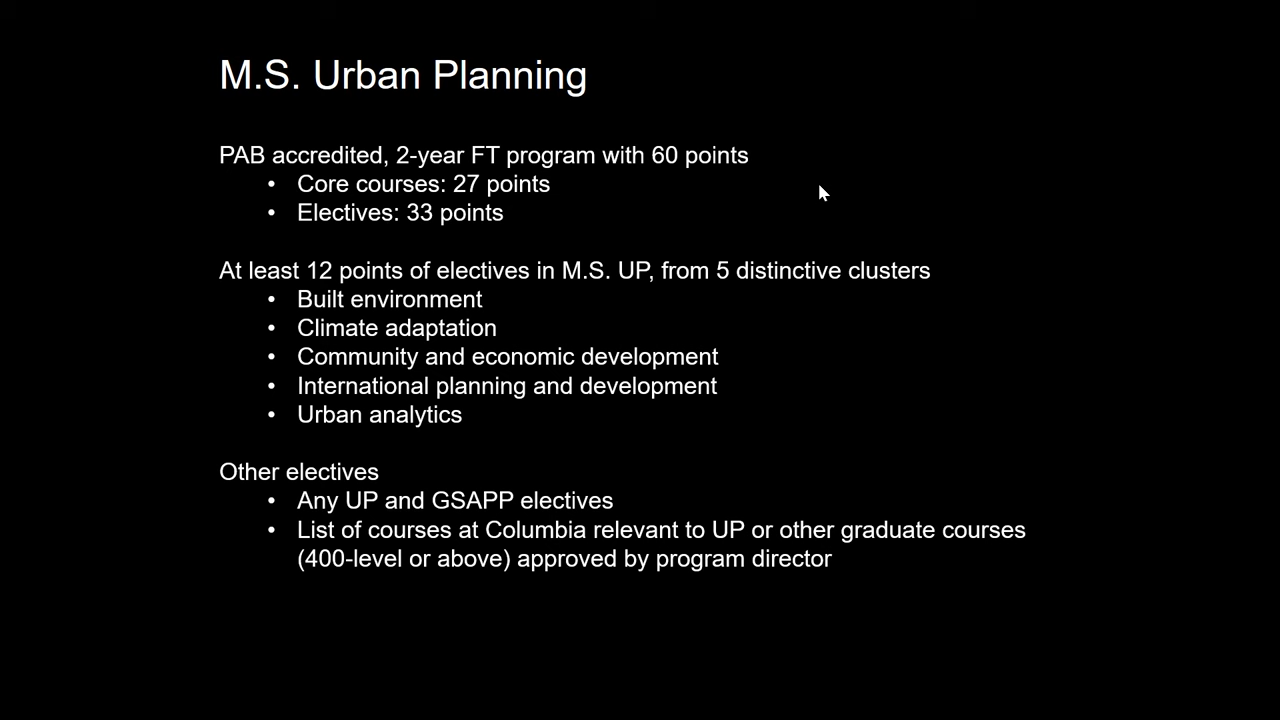 M.S. Urban Planning
PAB accredited, 2-year FT program with 60 points
• Core courses: 27 points
• Electives: 33 points
At least 12 points of electives in M.S. UP, from 5 distinctive clusters
• Built environment
• Climate adaptation
• Community and economic development
• International planning and development
• Urban analytics
Other electives
• Any UP and GSAPP electives
• List of courses at Columbia relevant to UP or other graduate courses
(400-level or above) approved by program director